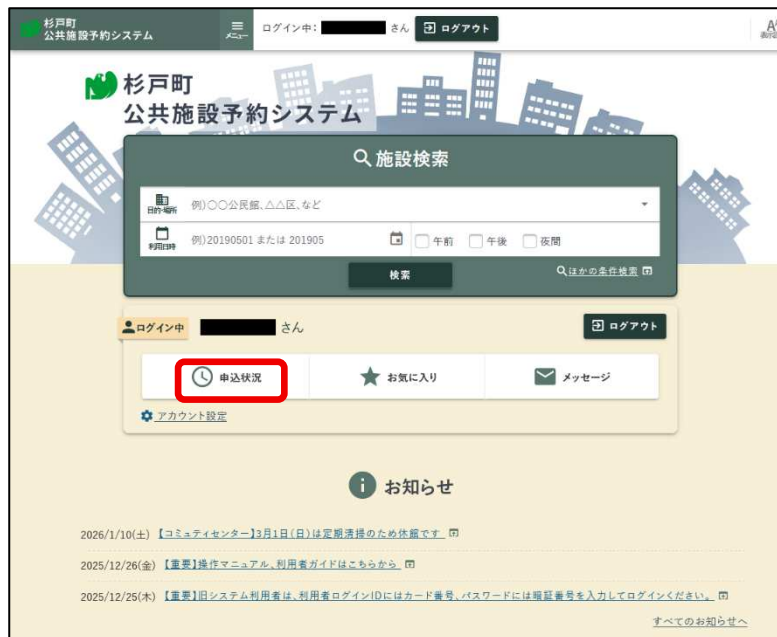 杉戸町
公共施設予約システム
メニュー
ログイン中:
さん
ログアウト
杉戸町
公共施設予約システム
施設検索
目的・場所
例)〇〇公民館、△△区、など
利用日時
例)20190501 または 201905
午前
午後
夜間
検索
ほかの条件検索
ログイン中
さん
ログアウト
申込状況
お気に入り
メッセージ
アカウント設定
お知らせ
2026/1/10(土) 【コミュティセンター】3月1日(日)は定期清掃のため休館です
2025/12/26(金) 【重要】操作マニュアル、利用者ガイドはこちらから
2025/12/25(木) 【重要】旧システム利用者は、利用者ログインIDにはカード番号、パスワードには暗証番号を入力してログインください。
すべてのお知らせへ